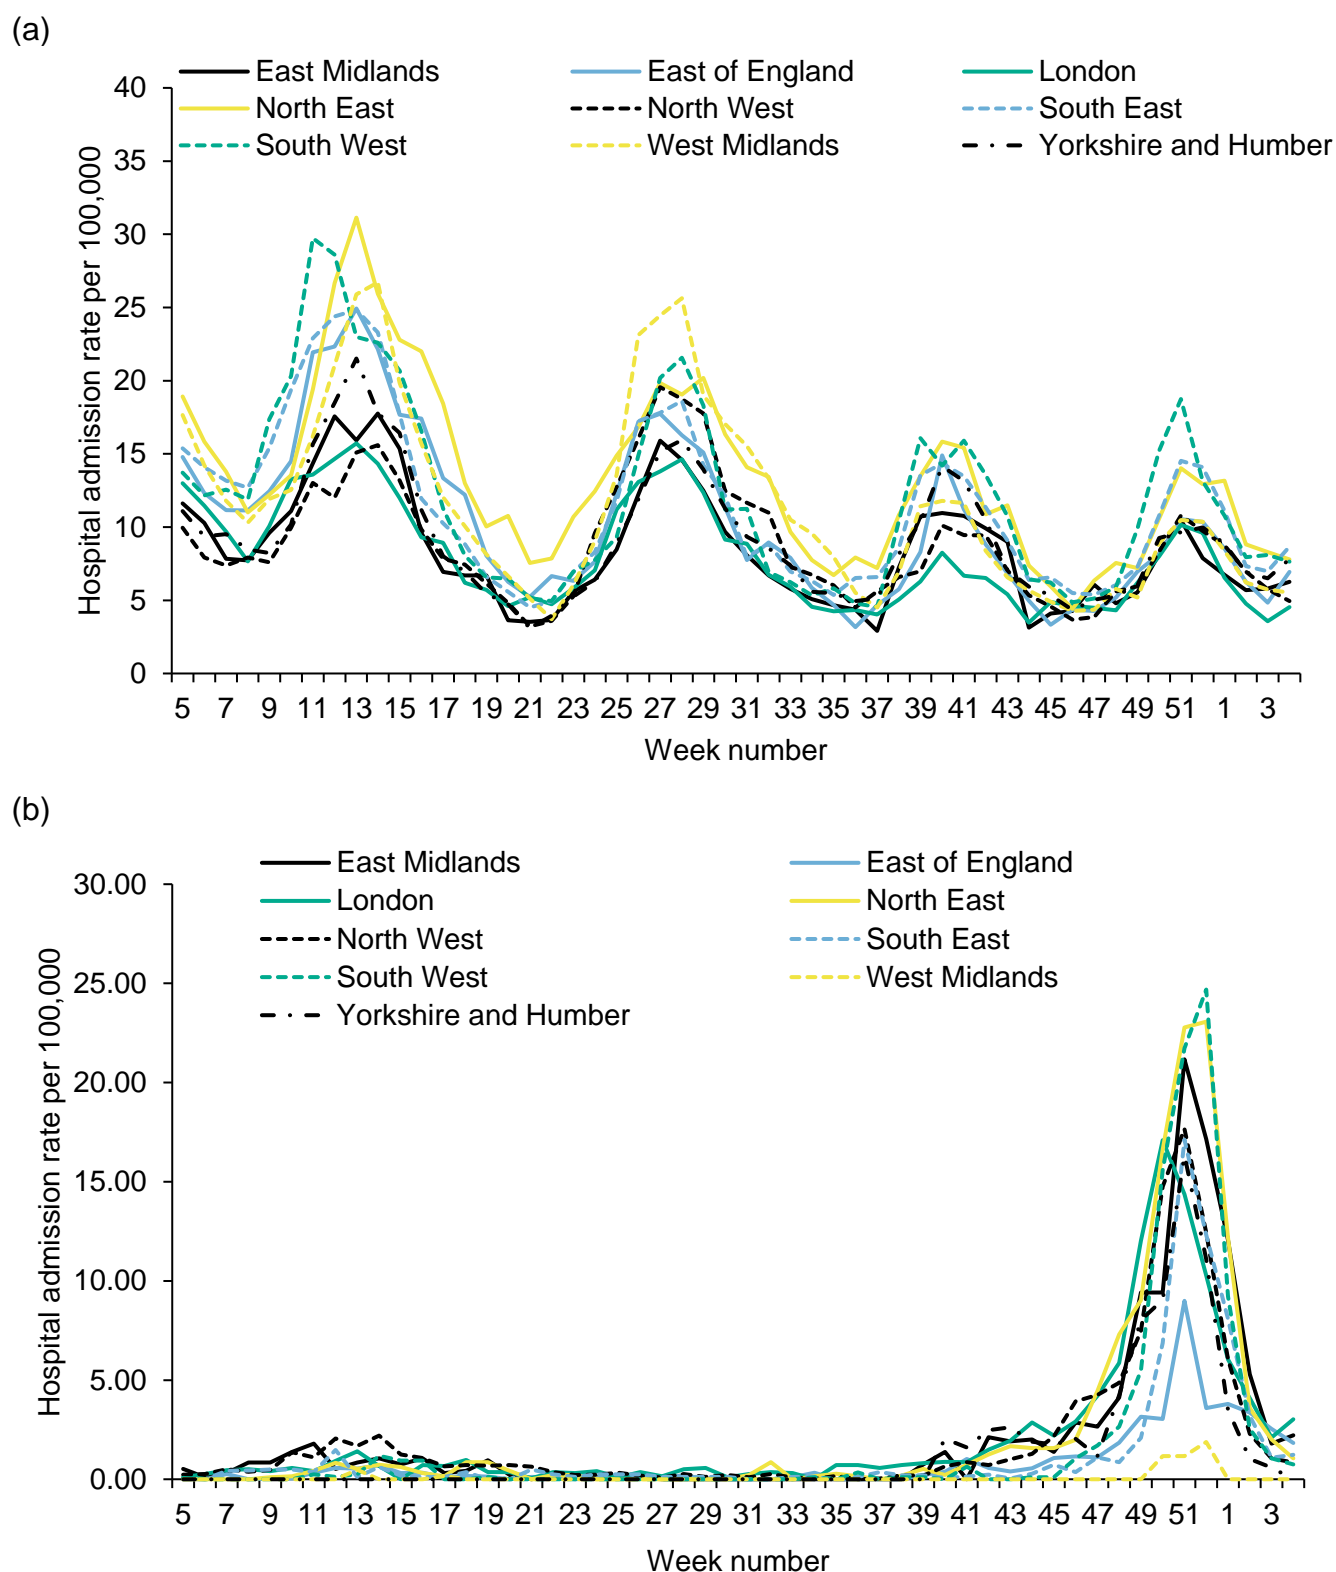 (a)
East Midlands East of England London
North East North West South East
South West West Midlands Yorkshire and Humber
40
35
30
25
20
15
10
5
0
Hospital admission rate per 100,000
5 7 9 11 13 15 17 19 21 23 25 27 29 31 33 35 37 39 41 43 45 47 49 51 1 3
Week number
(b)
East Midlands East of England
London North East
North West South East
South West West Midlands
Yorkshire and Humber
30.00
25.00
20.00
15.00
10.00
5.00
0.00
Hospital admission rate per 100,000
5 7 9 11 13 15 17 19 21 23 25 27 29 31 33 35 37 39 41 43 45 47 49 51 1 3
Week number